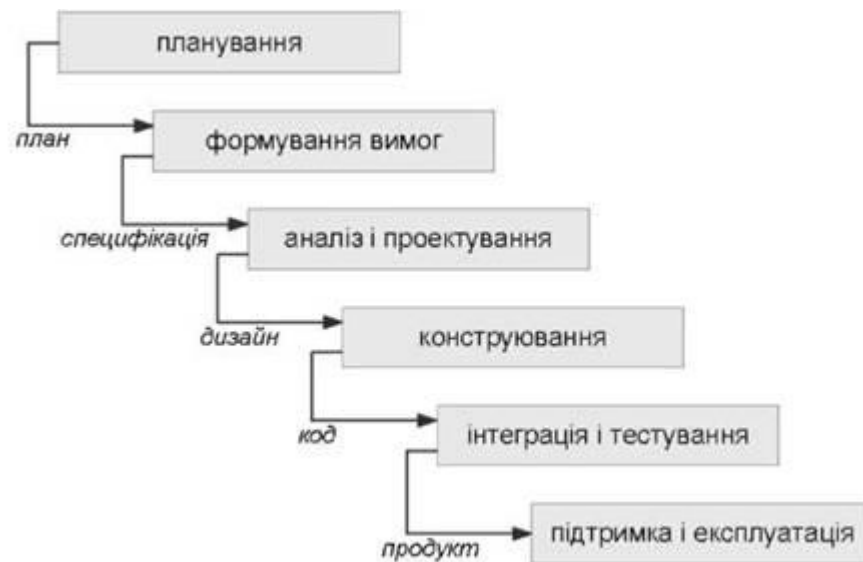 планування
план
формування вимог
специфікація
аналіз і проектування
дизайн
конструювання
код
інтеграція і тестування
продукт
підтримка і експлуатація